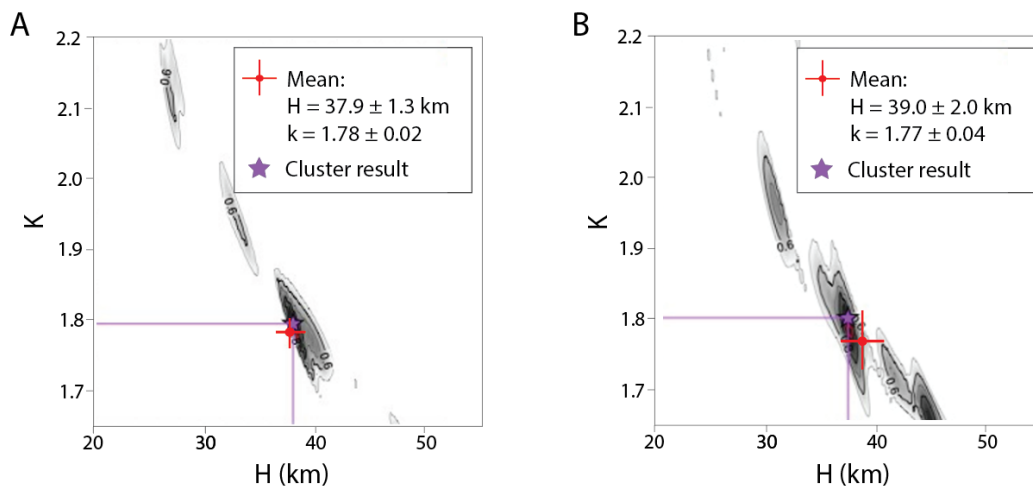 A
2.2
2.1
2.0
1.9
1.8
1.7
K
20
30
40
50
H (km)
Mean:
H = 37.9 ± 1.3 km
k = 1.78 ± 0.02
Cluster result
0.6
0.6
0.6
B
2.2
2.1
2.0
1.9
1.8
1.7
K
20
30
40
50
H (km)
Mean:
H = 39.0 ± 2.0 km
k = 1.77 ± 0.04
Cluster result
0.6